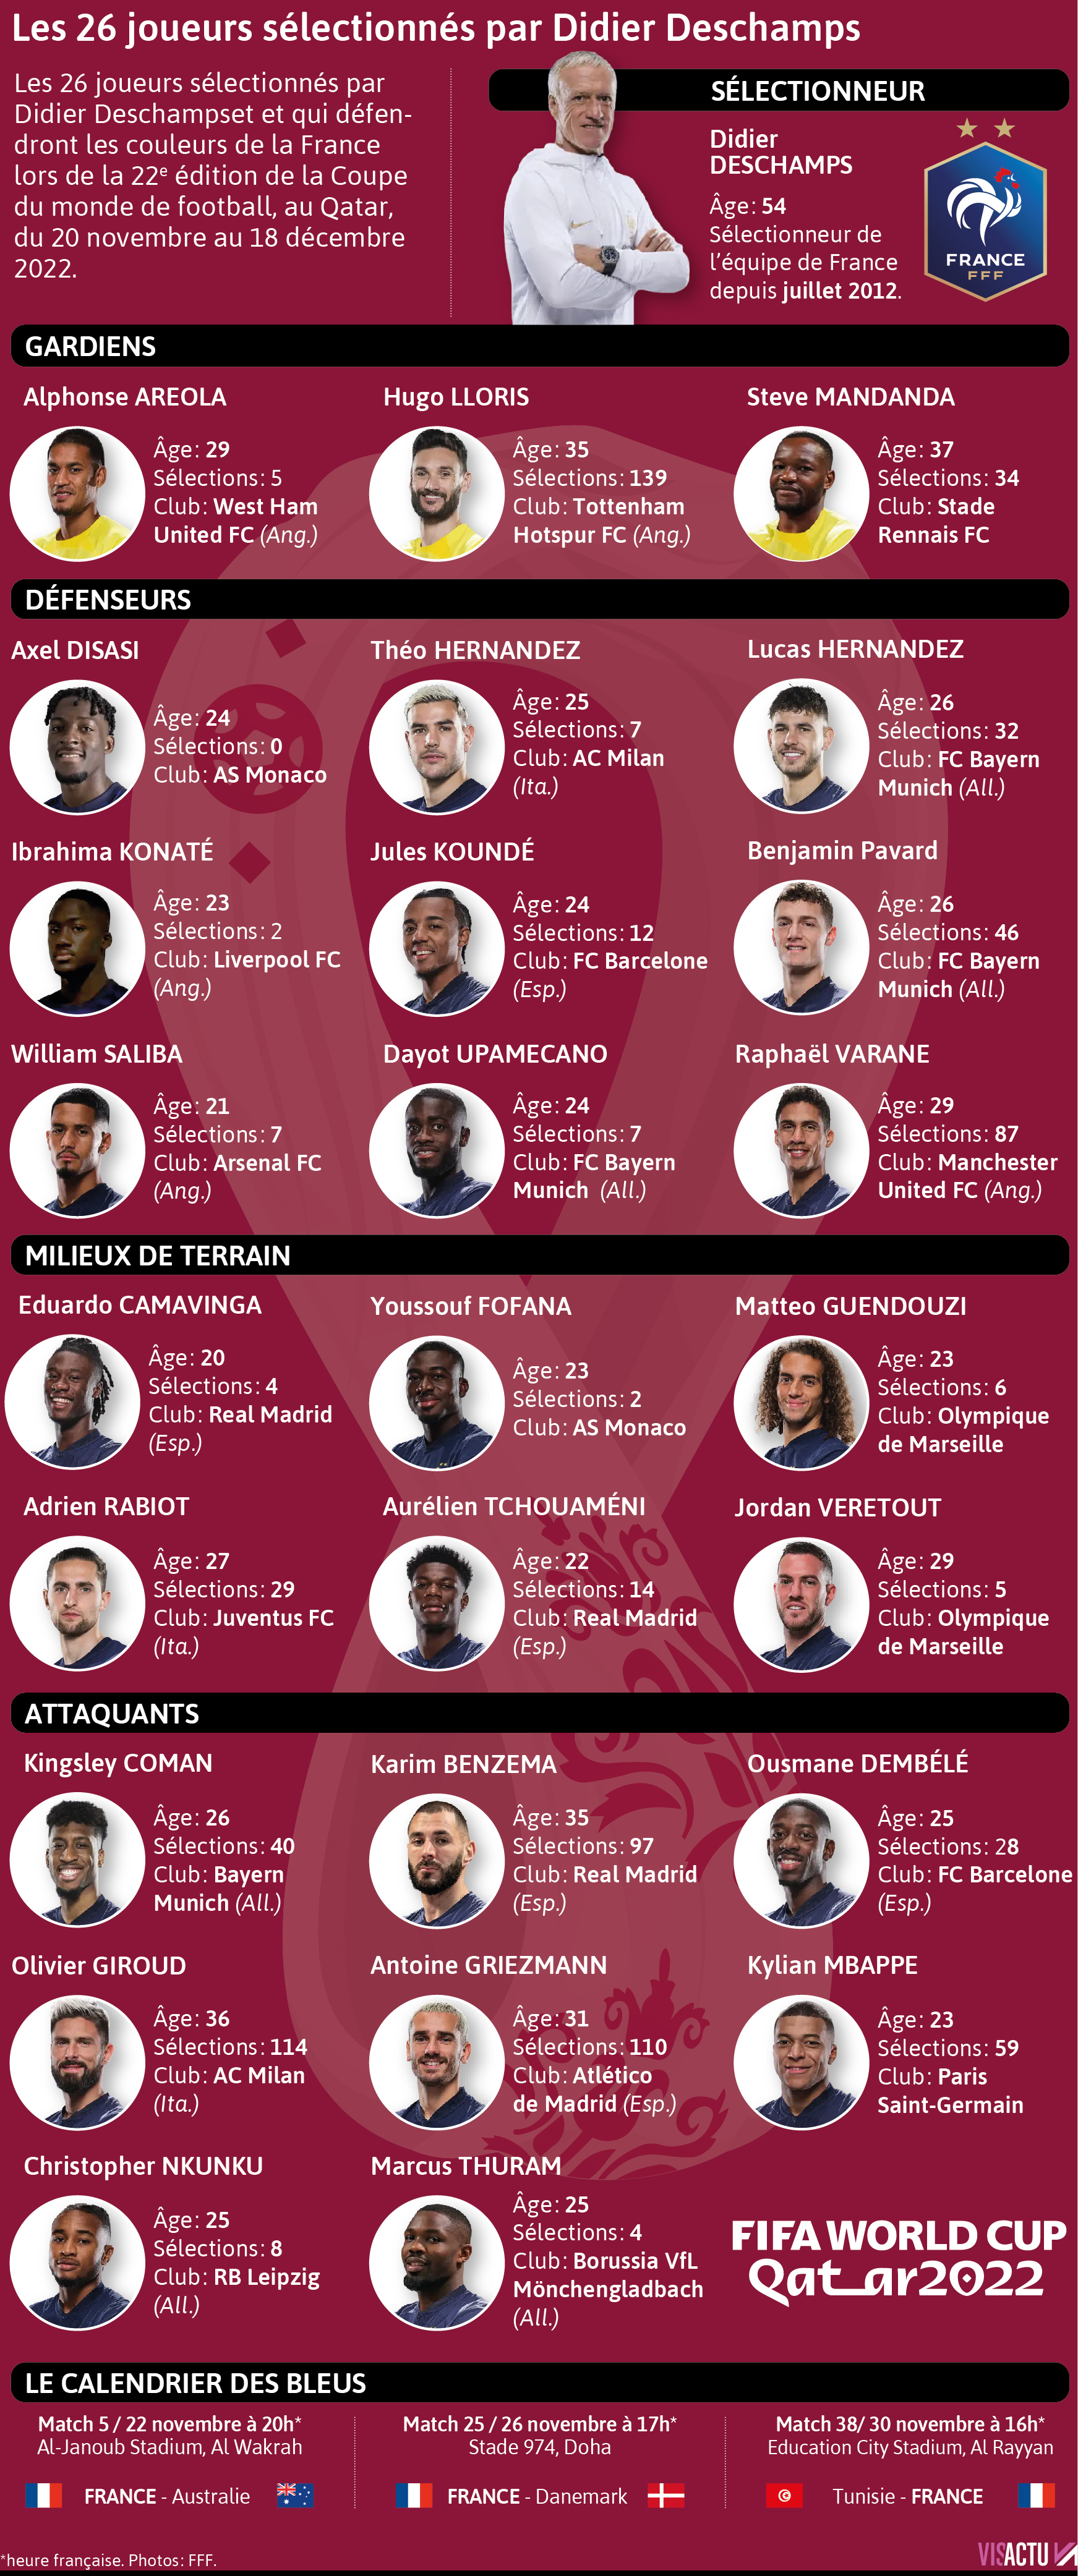 Les 26 joueurs sélectionnés par Didier Deschamps
Les 26 joueurs sélectionnés par
Didier Deschampset et qui défen-
dront les couleurs de la France
lors de la 22e édition de la Coupe
du monde de football, au Qatar,
du 20 novembre au 18 décembre
2022.
SÉLECTIONNEUR
Didier
DESCHAMPS
Âge : 54
Sélectionneur de
l'équipe de France
depuis juillet 2012.
FRANCE
FFF
GARDIENS
Alphonse AREOLA
Âge : 29
Sélections : 5
Club : West Ham
United FC (Ang.)
Hugo LLORIS
Âge : 35
Sélections : 139
Club : Tottenham
Hotspur FC (Ang.)
Steve MANDANDA
Âge : 37
Sélections : 34
Club : Stade
Rennais FC
DÉFENSEURS
Axel DISASI
Âge : 24
Sélections : 0
Club : AS Monaco
Théo HERNANDEZ
Âge : 25
Sélections : 7
Club : AC Milan
(Ita.)
Lucas HERNANDEZ
Âge : 26
Sélections : 32
Club : FC Bayern
Munich (All.)
Ibrahima KONATÉ
Âge : 23
Sélections : 2
Club : Liverpool FC
(Ang.)
Jules KOUNDÉ
Âge : 24
Sélections : 12
Club : FC Barcelone
(Esp.)
Benjamin Pavard
Âge : 26
Sélections : 46
Club : FC Bayern
Munich (All.)
William SALIBA
Âge : 21
Sélections : 7
Club : Arsenal FC
(Ang.)
Dayot UPAMECANO
Âge : 24
Sélections : 7
Club : FC Bayern
Munich (All.)
Raphaël VARANE
Âge : 29
Sélections : 87
Club : Manchester
United FC (Ang.)
MILIEUX DE TERRAIN
Eduardo CAMAVINGA
Âge : 20
Sélections : 4
Club : Real Madrid
(Esp.)
Youssouf FOFANA
Âge : 23
Sélections : 2
Club : AS Monaco
Matteo GUENDOUZI
Âge : 23
Sélections : 6
Club : Olympique
de Marseille
Adrien RABIOT
Âge : 27
Sélections : 29
Club : Juventus FC
(Ita.)
Aurélien TCHOUAMÉNI
Âge : 22
Sélections : 14
Club : Real Madrid
(Esp.)
Jordan VERETOUT
Âge : 29
Sélections : 5
Club : Olympique
de Marseille
ATTAQUANTS
Kingsley COMAN
Âge : 26
Sélections : 40
Club : Bayern
Munich (All.)
Karim BENZEMA
Âge : 35
Sélections : 97
Club : Real Madrid
(Esp.)
Ousmane DEMBÉLÉ
Âge : 25
Sélections : 28
Club : FC Barcelone
(Esp.)
Olivier GIROUD
Âge : 36
Sélections : 114
Club : AC Milan
(Ita.)
Antoine GRIEZMANN
Âge : 31
Sélections : 110
Club : Atlético
de Madrid (Esp.)
Kylian MBAPPE
Âge : 23
Sélections : 59
Club : Paris
Saint-Germain
Christopher NKUNKU
Âge : 25
Sélections : 8
Club : RB Leipzig
(All.)
Marcus THURAM
Âge : 25
Sélections : 4
Club : Borussia VfL
Mönchengladbach
(All.)
FIFA WORLD CUP
Qatar2022
LE CALENDRIER DES BLEUS
Match 5 / 22 novembre à 20h*
Al-Janoub Stadium, Al Wakrah
FRANCE - Australie
Match 25 / 26 novembre à 17h*
Stade 974, Doha
FRANCE - Danemark
Match 38/ 30 novembre à 16h*
Education City Stadium, Al Rayyan
Tunisie - FRANCE
*heure française. Photos : FFF.
VISACTU